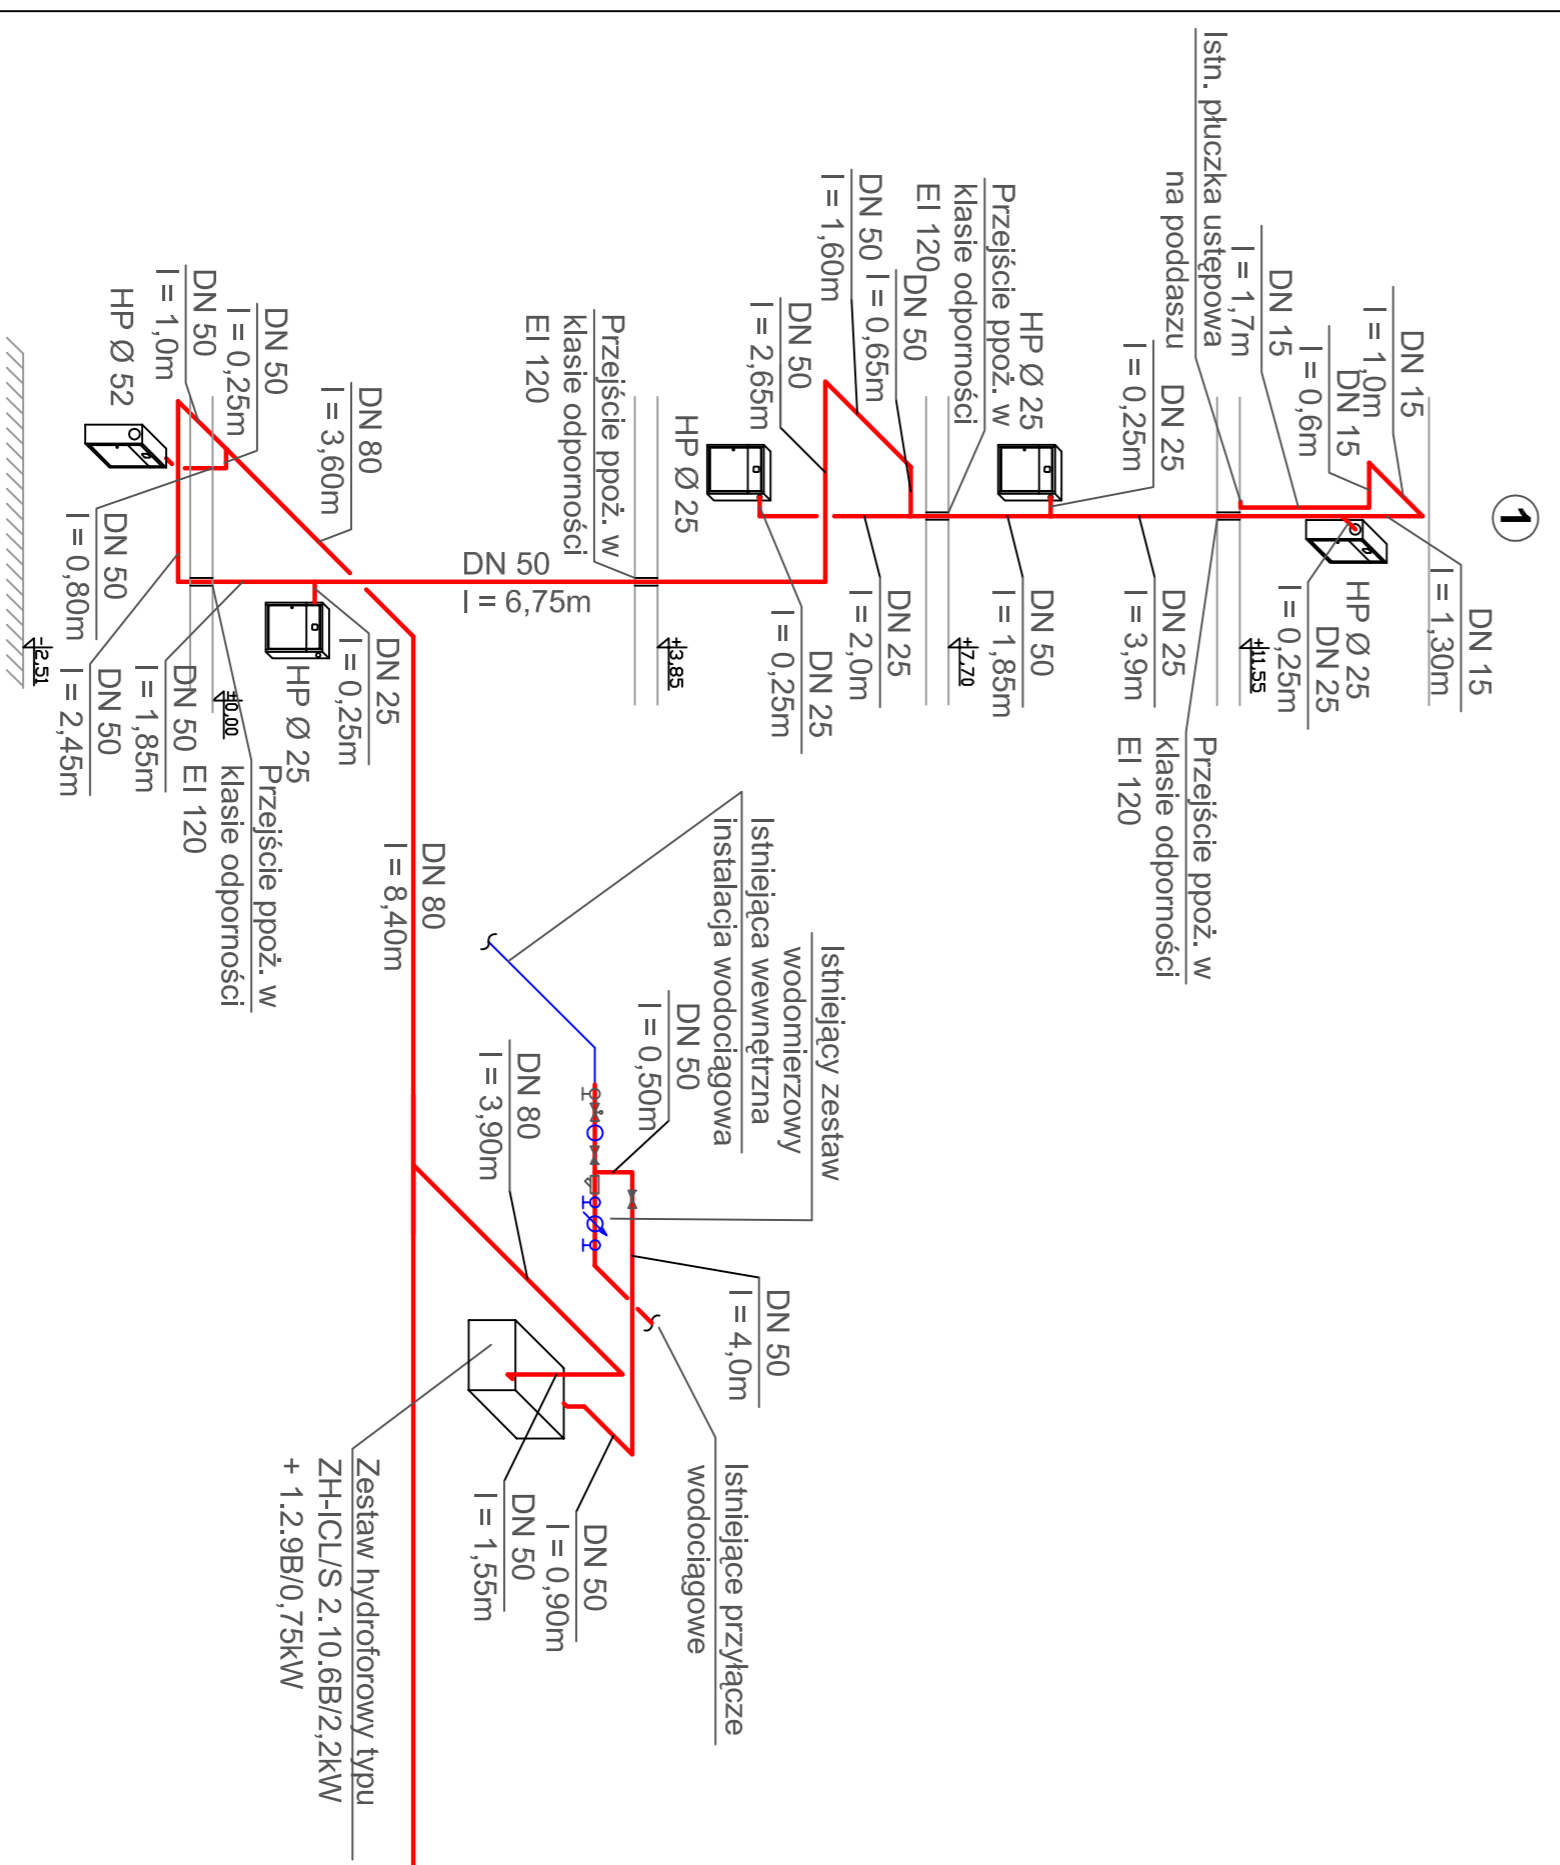 1
Istn. płuczka ustępowa
na poddaszu
DN 15
l = 1,7m
DN 15
l = 0,6m
DN 15
l = 1,0m
DN 15
l = 1,30m
HP Ø 25
DN 25
l = 0,25m
+11,55
Przejście ppoż. w
klasie odporności
EI 120
DN 25
l = 3,9m
DN 25
l = 0,25m
HP Ø 25
DN 50
l = 1,85m
Przejście ppoż. w
klasie odporności
EI 120
+7,70
DN 50
l = 0,65m
DN 50
l = 1,60m
DN 25
l = 2,0m
DN 50
l = 2,65m
DN 25
l = 0,25m
HP Ø 25
+3,85
Przejście ppoż. w
klasie odporności
EI 120
DN 50
l = 6,75m
DN 80
l = 3,60m
DN 25
l = 0,25m
HP Ø 25
DN 50
l = 0,25m
DN 50
l = 1,0m
HP Ø 52
±0.00
Przejście ppoż. w
klasie odporności
EI 120
DN 50
l = 1,85m
DN 50
l = 2,45m
DN 50
l = 0,80m
-2,51
DN 80
l = 8,40m
Istniejący zestaw
wodomierzowy
Istniejąca wewnętrzna
instalacja wodociągowa
DN 50
l = 0,50m
DN 80
l = 3,90m
DN 50
l = 4,0m
Istniejące przyłącze
wodociągowe
DN 50
l = 0,90m
DN 50
l = 1,55m
Zestaw hydroforowy typu
ZH-ICL/S 2.10.6B/2,2kW
+ 1.2.9B/0,75kW